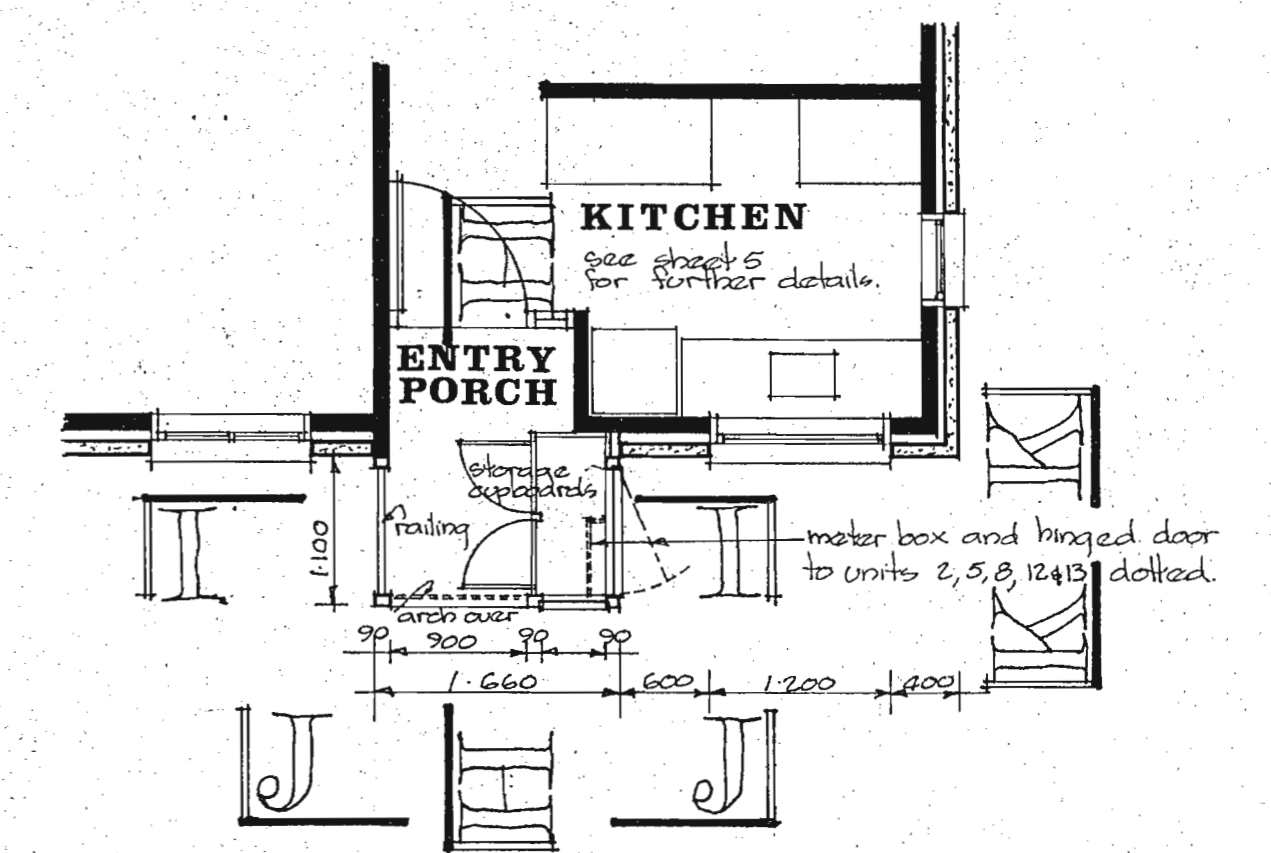 KITCHEN
see sheet 5
for further details.
ENTRY
PORCH
storage
cupboards
railing
1·100
I
I
meter box and hinged door
to units 2, 5, 8, 12 & 13 dotted.
arch over
90
900
90
90
1·660
600
1·200
400
J
J